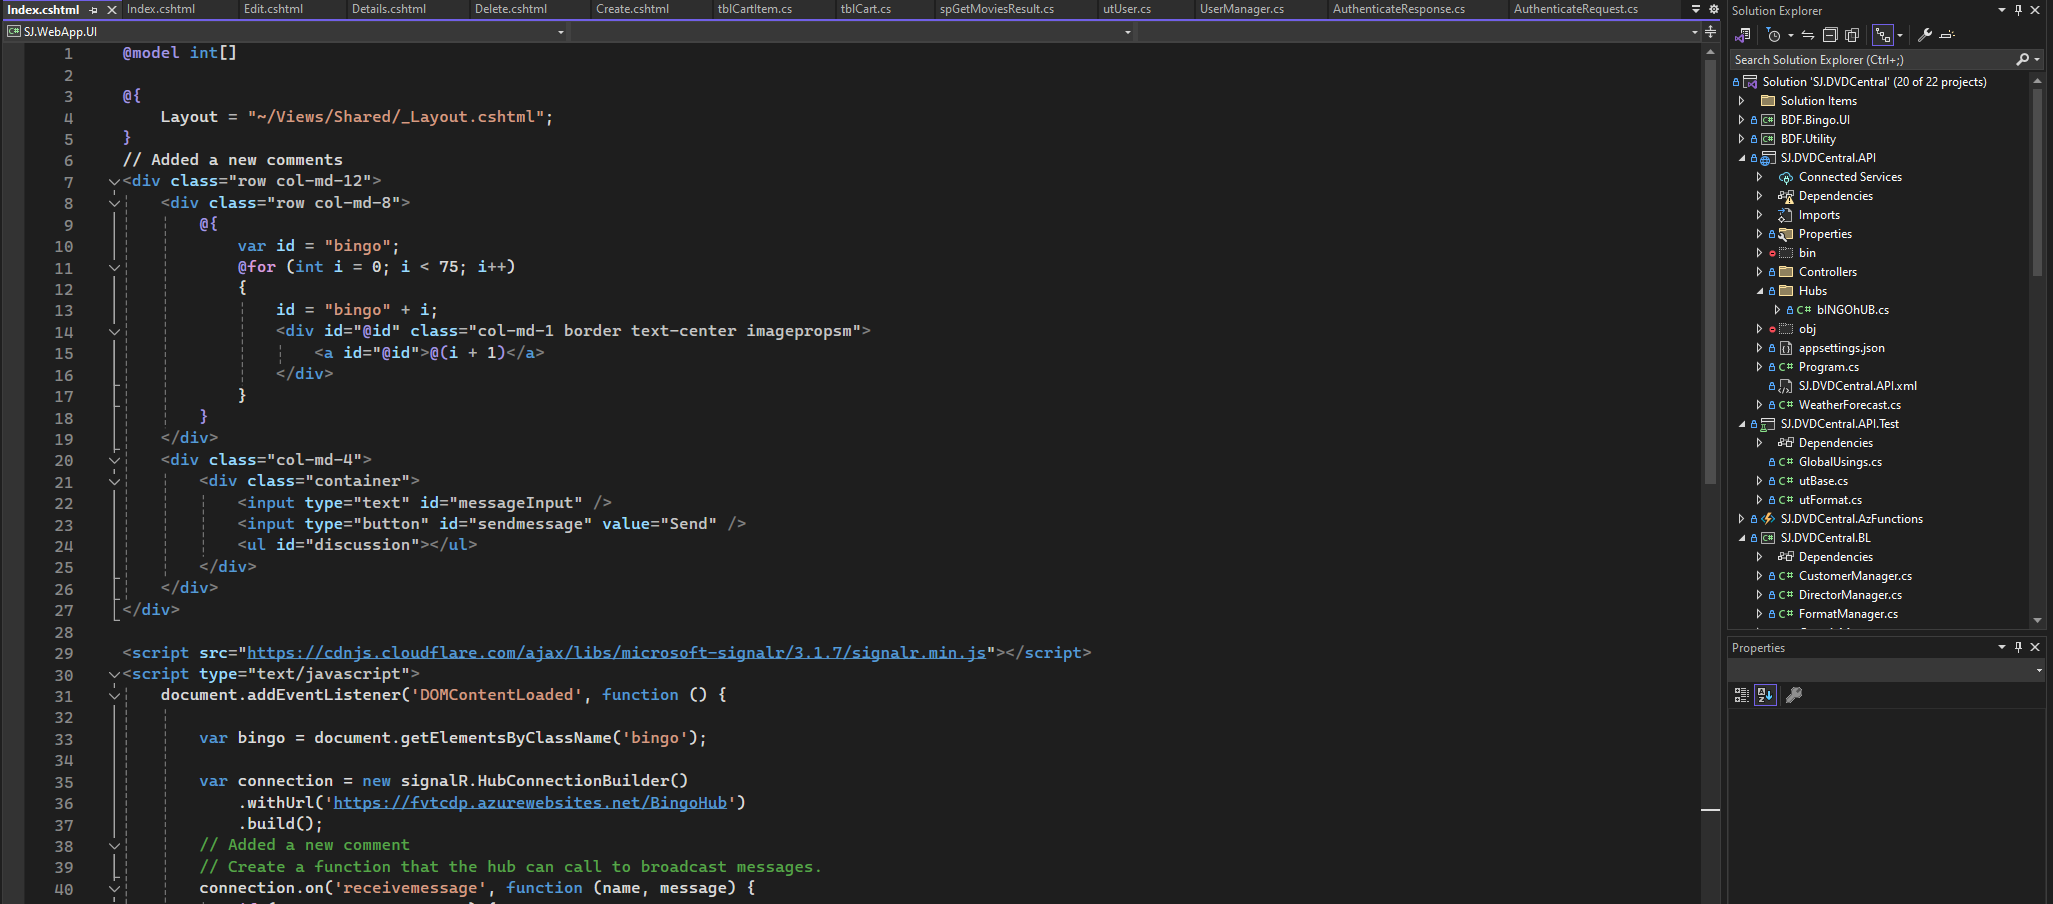 Index.cshtml
Index.cshtml
Edit.cshtml
Details.cshtml
Delete.cshtml
Create.cshtml
tblCartItem.cs
tblCart.cs
spGetMoviesResult.cs
utUser.cs
UserManager.cs
AuthenticateResponse.cs
AuthenticateRequest.cs
SJ.WebApp.UI
1 @model int[]
2
3 @{
4 Layout = "~/Views/Shared/_Layout.cshtml";
5 }
6 // Added a new comments
7 <div class="row col-md-12">
8 <div class="row col-md-8">
9 @{
10 var id = "bingo";
11 @for (int i = 0; i < 75; i++)
12 {
13 id = "bingo" + i;
14 <div id="@id" class="col-md-1 border text-center imagepropsm">
15 <a id="@id">@(i + 1)</a>
16 </div>
17 }
18 }
19 </div>
20 <div class="col-md-4">
21 <div class="container">
22 <input type="text" id="messageInput" />
23 <input type="button" id="sendmessage" value="Send" />
24 <ul id="discussion"></ul>
25 </div>
26 </div>
27 </div>
28
29 <script src="https://cdnjs.cloudflare.com/ajax/libs/microsoft-signalr/3.1.7/signalr.min.js"></script>
30 <script type="text/javascript">
31 document.addEventListener('DOMContentLoaded', function () {
32
33 var bingo = document.getElementsByClassName('bingo');
34
35 var connection = new signalR.HubConnectionBuilder()
36 .withUrl('https://fvtcdp.azurewebsites.net/BingoHub')
37 .build();
38 // Added a new comment
39 // Create a function that the hub can call to broadcast messages.
40 connection.on('receivemessage', function (name, message) {
Solution Explorer
Search Solution Explorer (Ctrl+;)
Solution 'SJ.DVDCentral' (20 of 22 projects)
Solution Items
BDF.Bingo.UI
BDF.Utility
SJ.DVDCentral.API
Connected Services
Dependencies
Imports
Properties
bin
Controllers
Hubs
C# bINGOhUB.cs
obj
appsettings.json
C# Program.cs
SJ.DVDCentral.API.xml
C# WeatherForecast.cs
SJ.DVDCentral.API.Test
Dependencies
C# GlobalUsings.cs
C# utBase.cs
C# utFormat.cs
SJ.DVDCentral.AzFunctions
SJ.DVDCentral.BL
Dependencies
C# CustomerManager.cs
C# DirectorManager.cs
C# FormatManager.cs
Properties